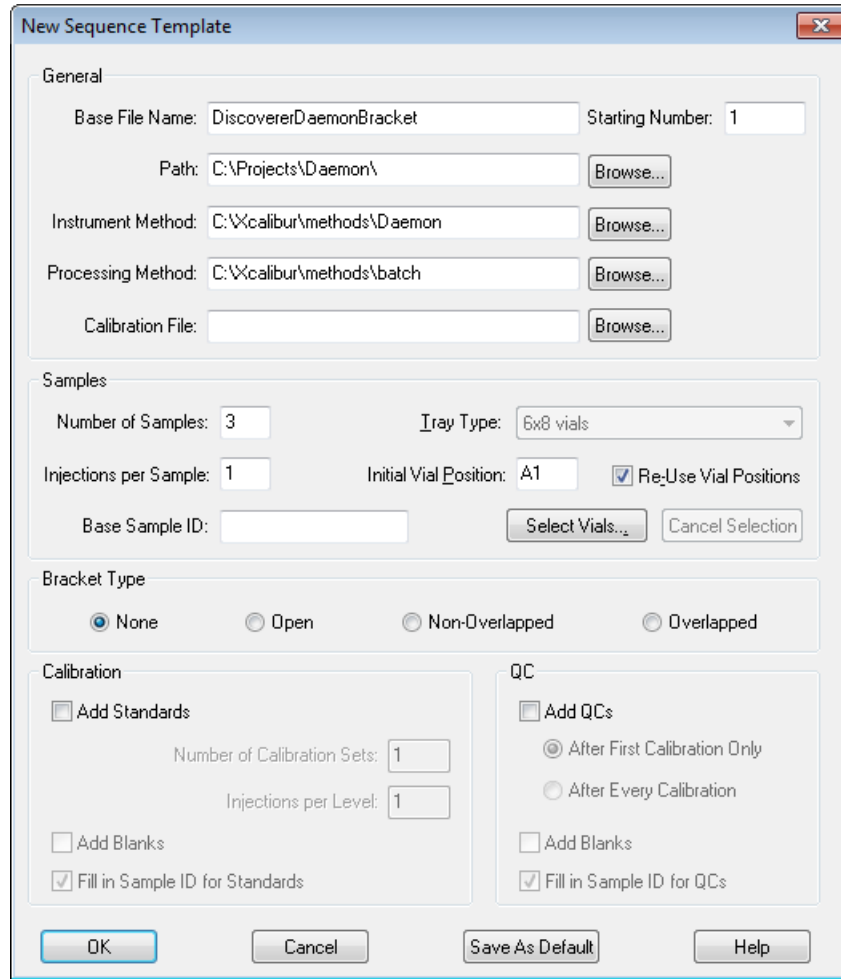 New Sequence Template
General
Base File Name: DiscovererDaemonBracket Starting Number: 1
Path: C:\Projects\Daemon\ Browse...
Instrument Method: C:\Xcalibur\methods\Daemon Browse...
Processing Method: C:\Xcalibur\methods\batch Browse...
Calibration File: Browse...
Samples
Number of Samples: 3 Tray Type: 6x8 vials
Injections per Sample: 1 Initial Vial Position: A1 Re-Use Vial Positions
Base Sample ID: Select Vials... Cancel Selection
Bracket Type
None Open Non-Overlapped Overlapped
Calibration QC
Add Standards Add QCs
Number of Calibration Sets: 1 After First Calibration Only
Injections per Level: 1 After Every Calibration
Add Blanks Add Blanks
Fill in Sample ID for Standards Fill in Sample ID for QCs
OK Cancel Save As Default Help